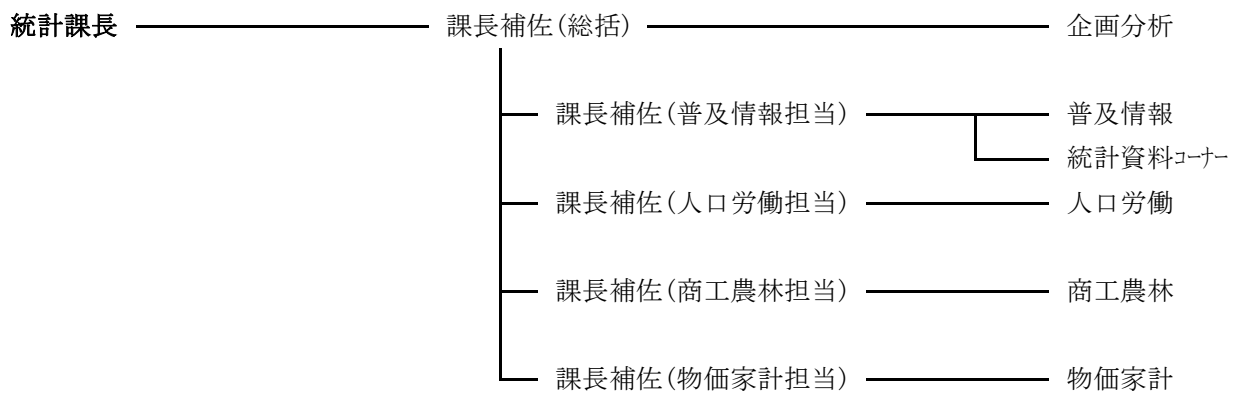 統計課長 課長補佐(総括) 企画分析
課長補佐(普及情報担当) 普及情報
統計資料ｺｰﾅｰ
課長補佐(人口労働担当) 人口労働
課長補佐(商工農林担当) 商工農林
課長補佐(物価家計担当) 物価家計